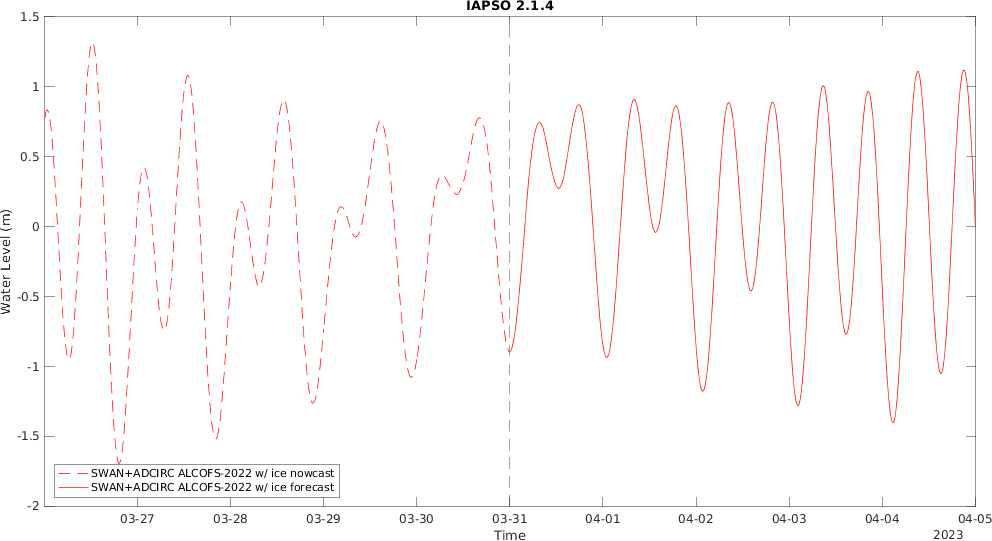 IAPSO 2.1.4
1.5
1
0.5
0
-0.5
-1
-1.5
-2
Water Level (m)
SWAN+ADCIRC ALCOFS-2022 w/ ice nowcast
SWAN+ADCIRC ALCOFS-2022 w/ ice forecast
03-27 03-28 03-29 03-30 03-31 04-01 04-02 04-03 04-04 04-05
Time
2023